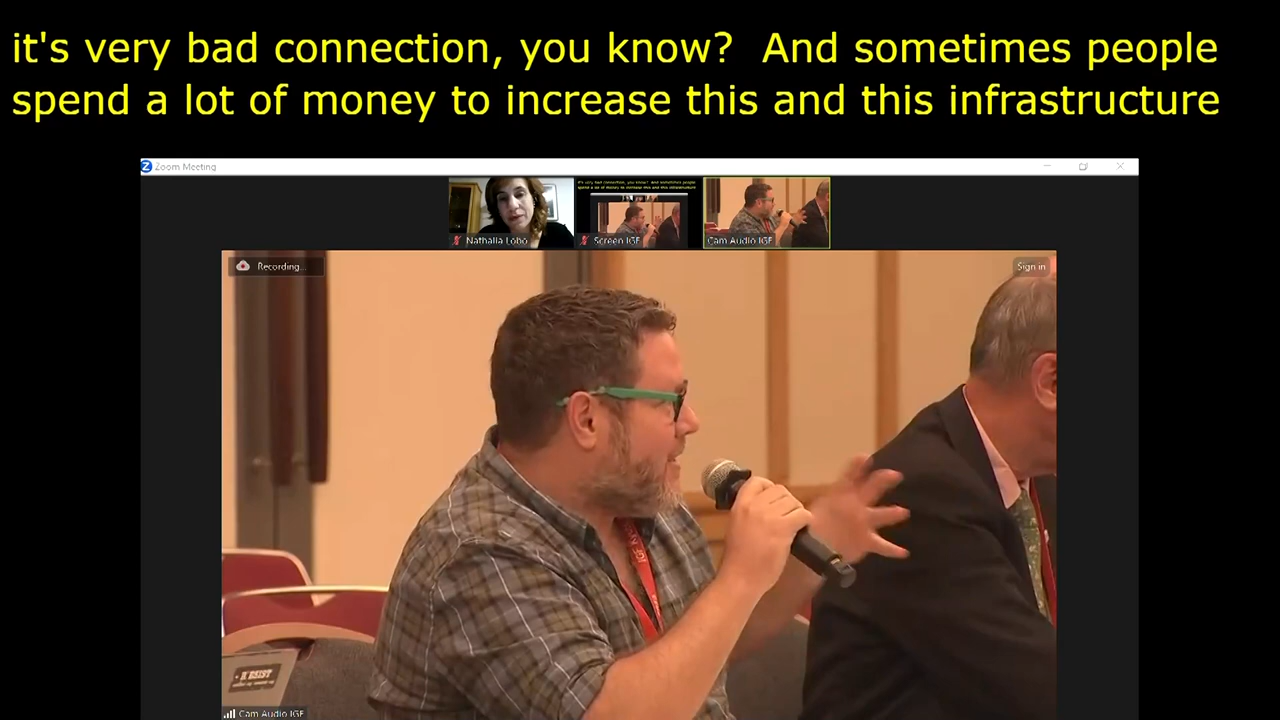 it's very bad connection, you know?  And sometimes people
spend a lot of money to increase this and this infrastructure
Zoom Meeting
Nathalia Lobo
Screen IGF
Cam Audio IGF
Recording...
Sign in
Cam Audio IGF